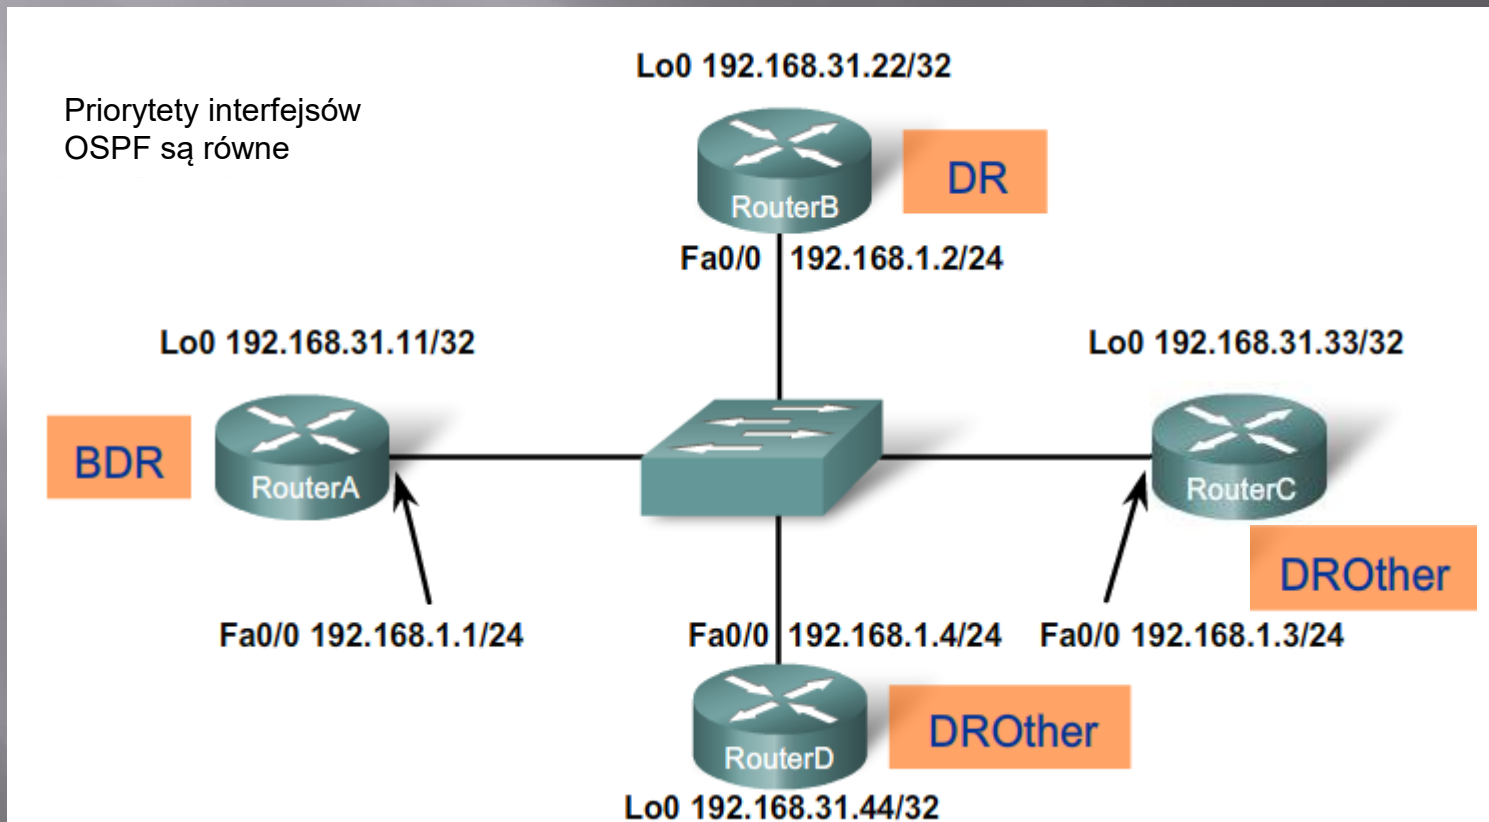 Lo0 192.168.31.22/32
Priorytety interfejsów
OSPF są równe
RouterB
DR
Fa0/0 192.168.1.2/24
Lo0 192.168.31.11/32
Lo0 192.168.31.33/32
BDR
RouterA
RouterC
DROther
Fa0/0 192.168.1.1/24
Fa0/0 192.168.1.4/24
Fa0/0 192.168.1.3/24
RouterD
DROther
Lo0 192.168.31.44/32